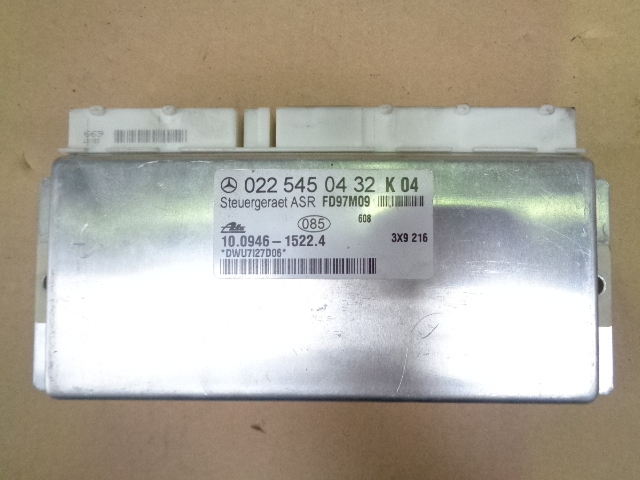 022 545 04 32 K 04
Steuergeraet ASR FD97M09
085 608
Ate 10.0946-1522.4 3X9 216
*DWU7I27D06*